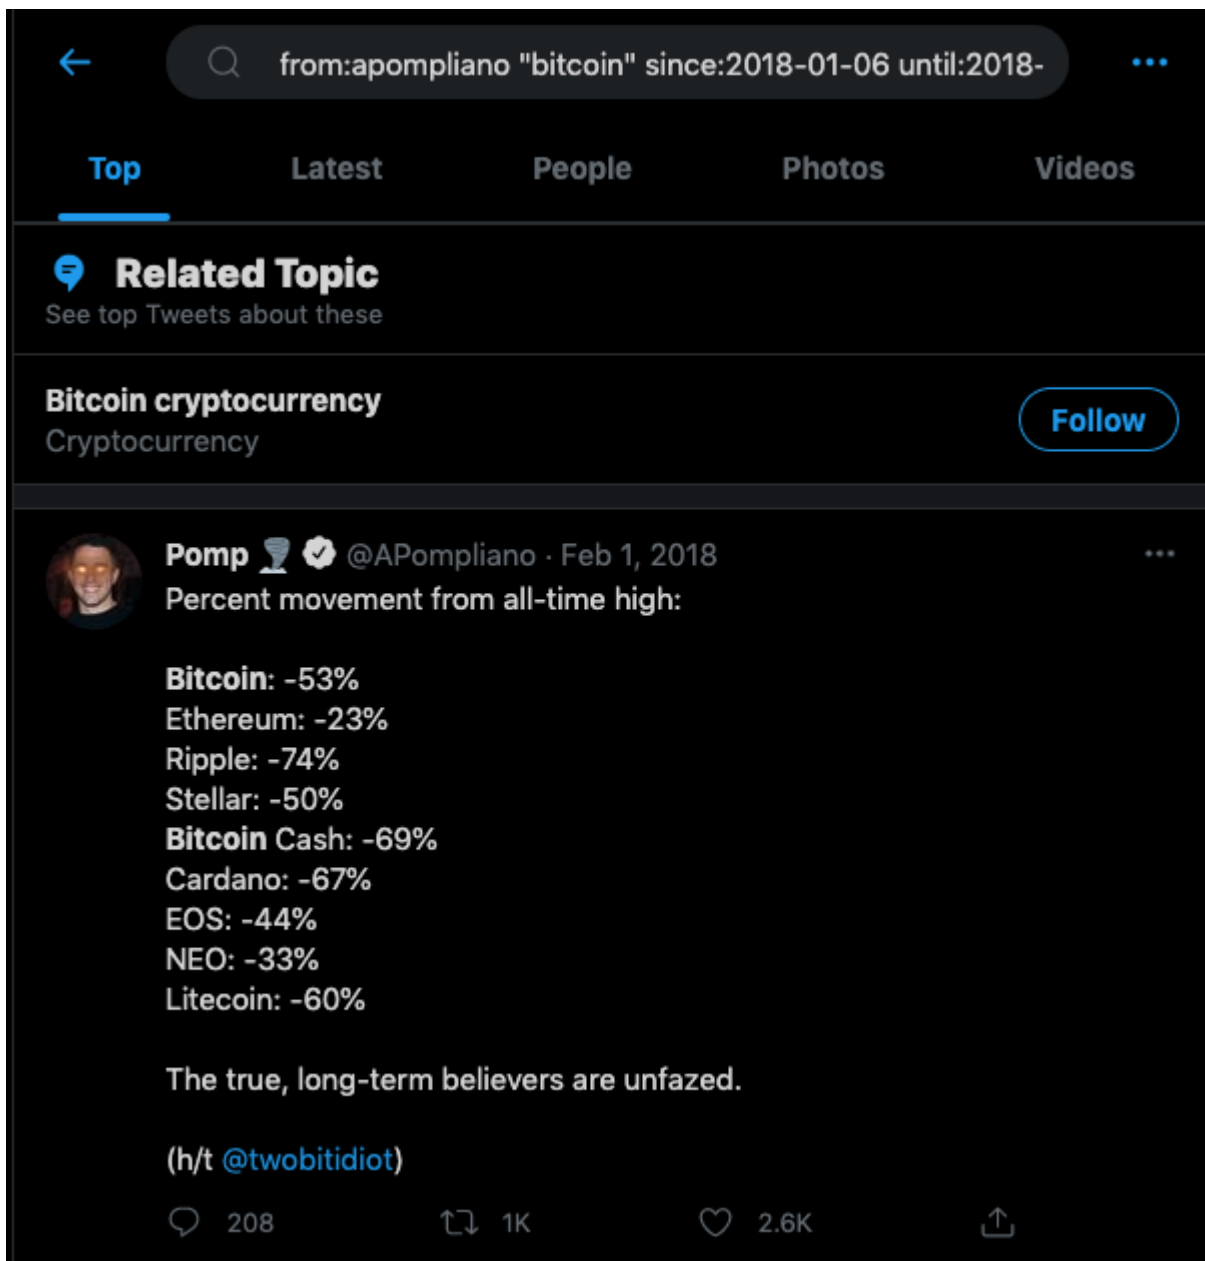 from:apompliano "bitcoin" since:2018-01-06 until:2018-
Top Latest People Photos Videos
Related Topic
See top Tweets about these
Bitcoin cryptocurrency
Cryptocurrency
Follow
Pomp @APompliano · Feb 1, 2018
Percent movement from all-time high:
Bitcoin: -53%
Ethereum: -23%
Ripple: -74%
Stellar: -50%
Bitcoin Cash: -69%
Cardano: -67%
EOS: -44%
NEO: -33%
Litecoin: -60%
The true, long-term believers are unfazed.
(h/t @twobitidiot)
208 1K 2.6K